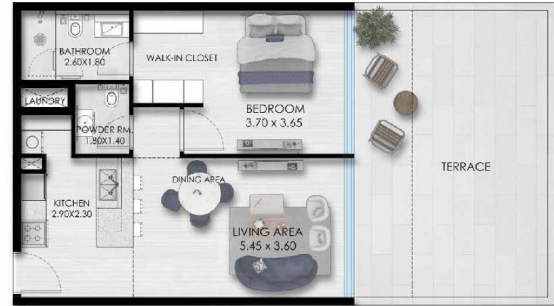 BATHROOM
2.60X1.80
WALK-IN CLOSET
LAUNDRY
POWDER RM.
1.80X1.40
BEDROOM
3.70 x 3.65
TERRACE
DINING AREA
KITCHEN
2.90X2.30
LIVING AREA
5.45 x 3.60